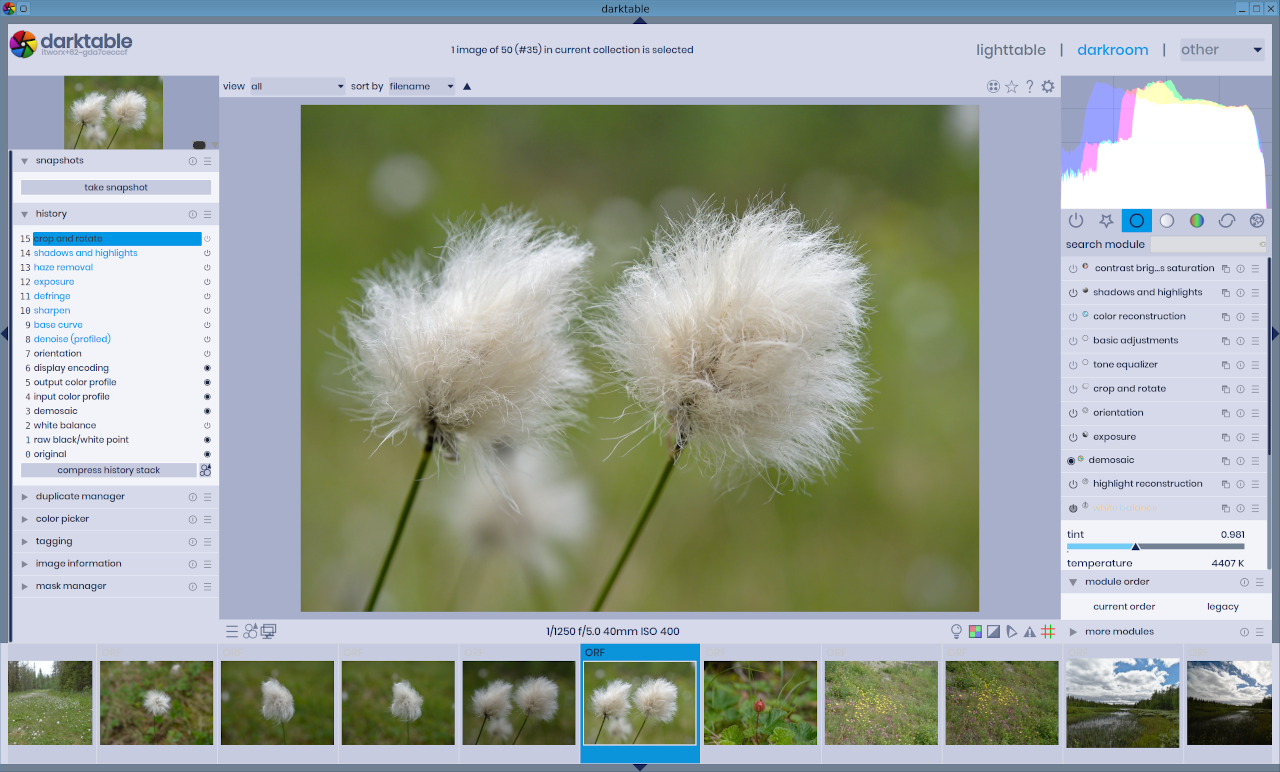 darktable
darktable
1 image of 50 (#35) in current collection is selected
lighttable | darkroom | other
view all sort by filename
snapshots
take snapshot
history
15 crop and rotate
14 shadows and highlights
13 haze removal
12 exposure
11 defringe
10 sharpen
9 base curve
8 denoise (profiled)
7 orientation
6 display encoding
5 output color profile
4 input color profile
3 demosaic
2 white balance
1 raw black/white point
0 original
compress history stack
duplicate manager
color picker
tagging
image information
mask manager
search module
contrast brig...s saturation
shadows and highlights
color reconstruction
basic adjustments
tone equalizer
crop and rotate
orientation
exposure
demosaic
highlight reconstruction
white balance
tint 0.981
temperature 4407 K
module order
current order legacy
more modules
1/1250 f/5.0 40mm ISO 400
ORF
ORF
ORF
ORF
ORF
ORF
ORF
ORF
ORF
ORF